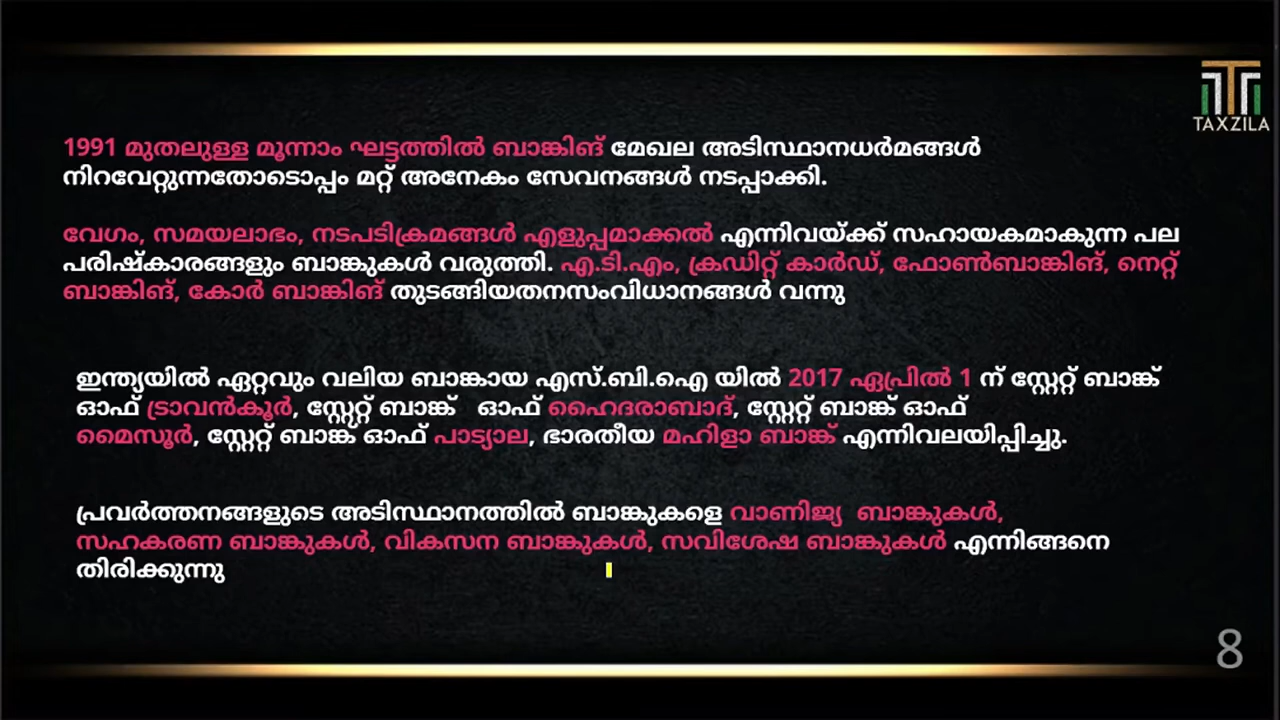 TAXZILA
1991 മുതലുള്ള മൂന്നാം ഘട്ടത്തിൽ ബാങ്കിങ് മേഖല അടിസ്ഥാനധർമങ്ങൾ
നിറവേറ്റുന്നതോടൊപ്പം മറ്റ് അനേകം സേവനങ്ങൾ നടപ്പാക്കി.
വേഗം, സമയലാഭം, നടപടിക്രമങ്ങൾ എളുപ്പമാക്കൽ എന്നിവയ്ക്ക് സഹായകമാകുന്ന പല
പരിഷ്കാരങ്ങളും ബാങ്കുകൾ വരുത്തി. എ.ടി.എം, ക്രഡിറ്റ് കാർഡ്, ഫോൺബാങ്കിങ്, നെറ്റ്
ബാങ്കിങ്, കോർ ബാങ്കിങ് തുടങ്ങിയതനസംവിധാനങ്ങൾ വന്നു
ഇന്ത്യയിൽ ഏറ്റവും വലിയ ബാങ്കായ എസ്.ബി.ഐ യിൽ 2017 ഏപ്രിൽ 1 ന് സ്റ്റേറ്റ് ബാങ്ക്
ഓഫ് ട്രാവൻകൂർ, സ്റ്റേറ്റ് ബാങ്ക് ഓഫ് ഹൈദരാബാദ്, സ്റ്റേറ്റ് ബാങ്ക് ഓഫ്
മൈസൂർ, സ്റ്റേറ്റ് ബാങ്ക് ഓഫ് പാട്യാല, ഭാരതീയ മഹിളാ ബാങ്ക് എന്നിവലയിപ്പിച്ചു.
പ്രവർത്തനങ്ങളുടെ അടിസ്ഥാനത്തിൽ ബാങ്കുകളെ വാണിജ്യ ബാങ്കുകൾ,
സഹകരണ ബാങ്കുകൾ, വികസന ബാങ്കുകൾ, സവിശേഷ ബാങ്കുകൾ എന്നിങ്ങനെ
തിരിക്കുന്നു
8